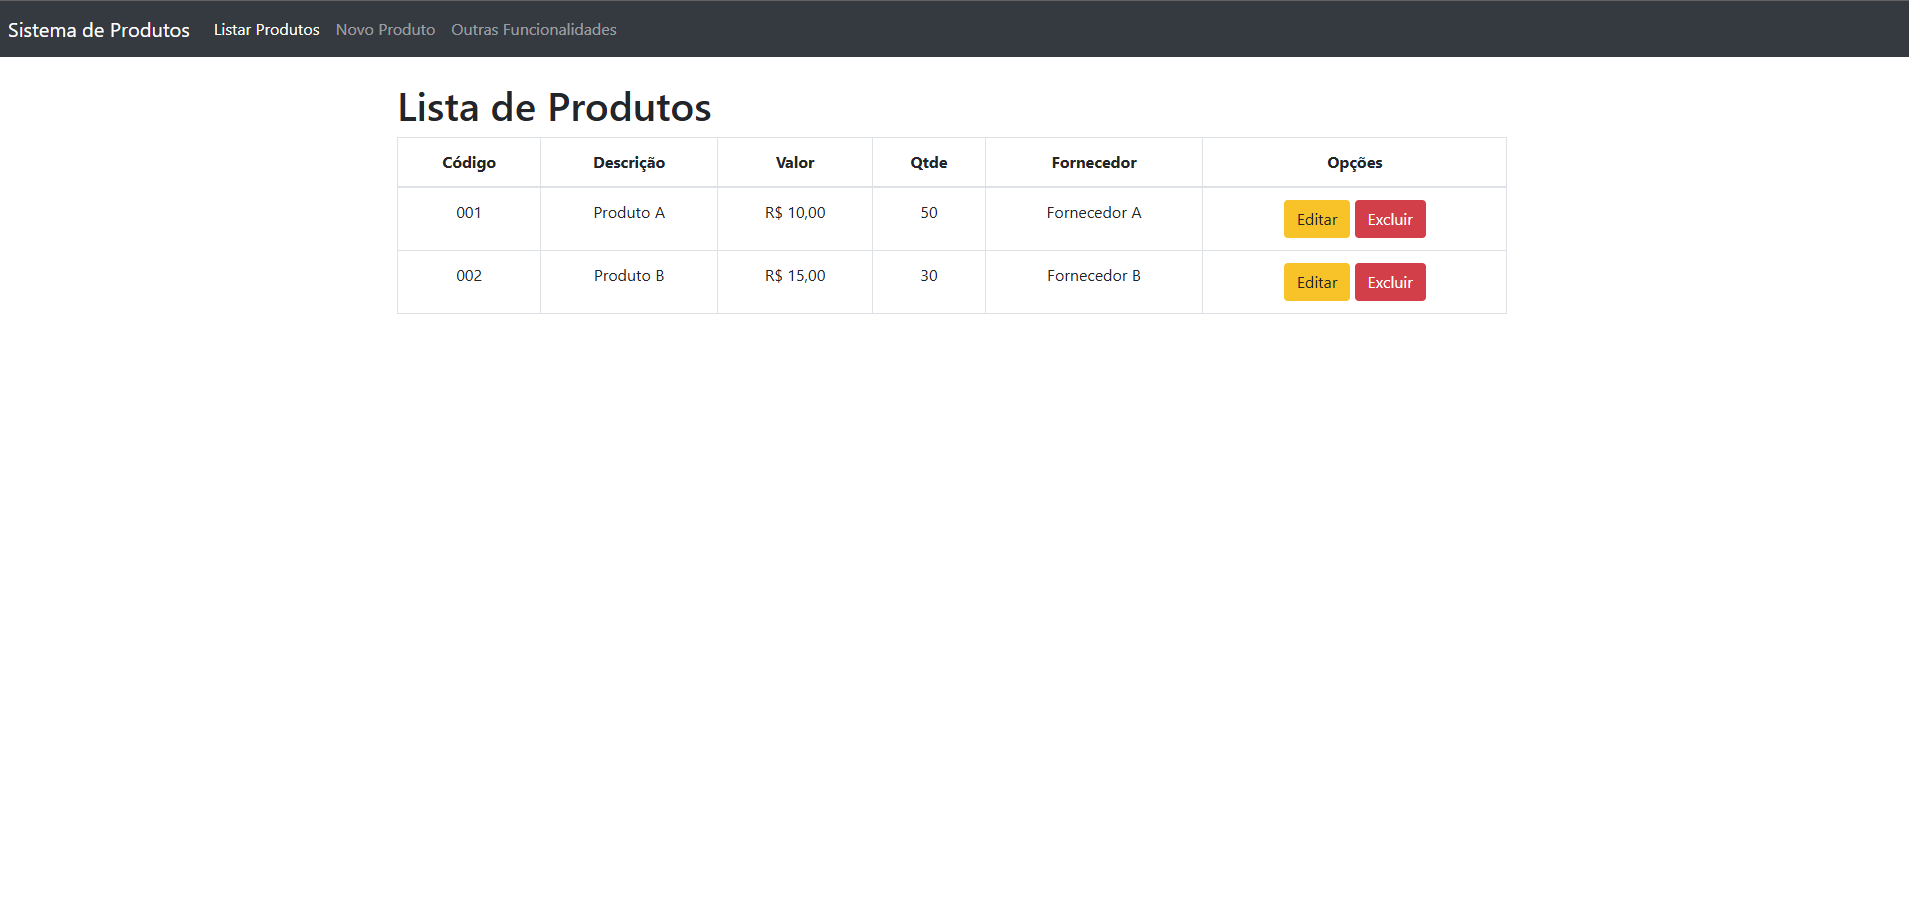 Sistema de Produtos Listar Produtos Novo Produto Outras Funcionalidades
Lista de Produtos
Código Descrição Valor Qtde Fornecedor Opções
001 Produto A R$ 10,00 50 Fornecedor A Editar Excluir
002 Produto B R$ 15,00 30 Fornecedor B Editar Excluir